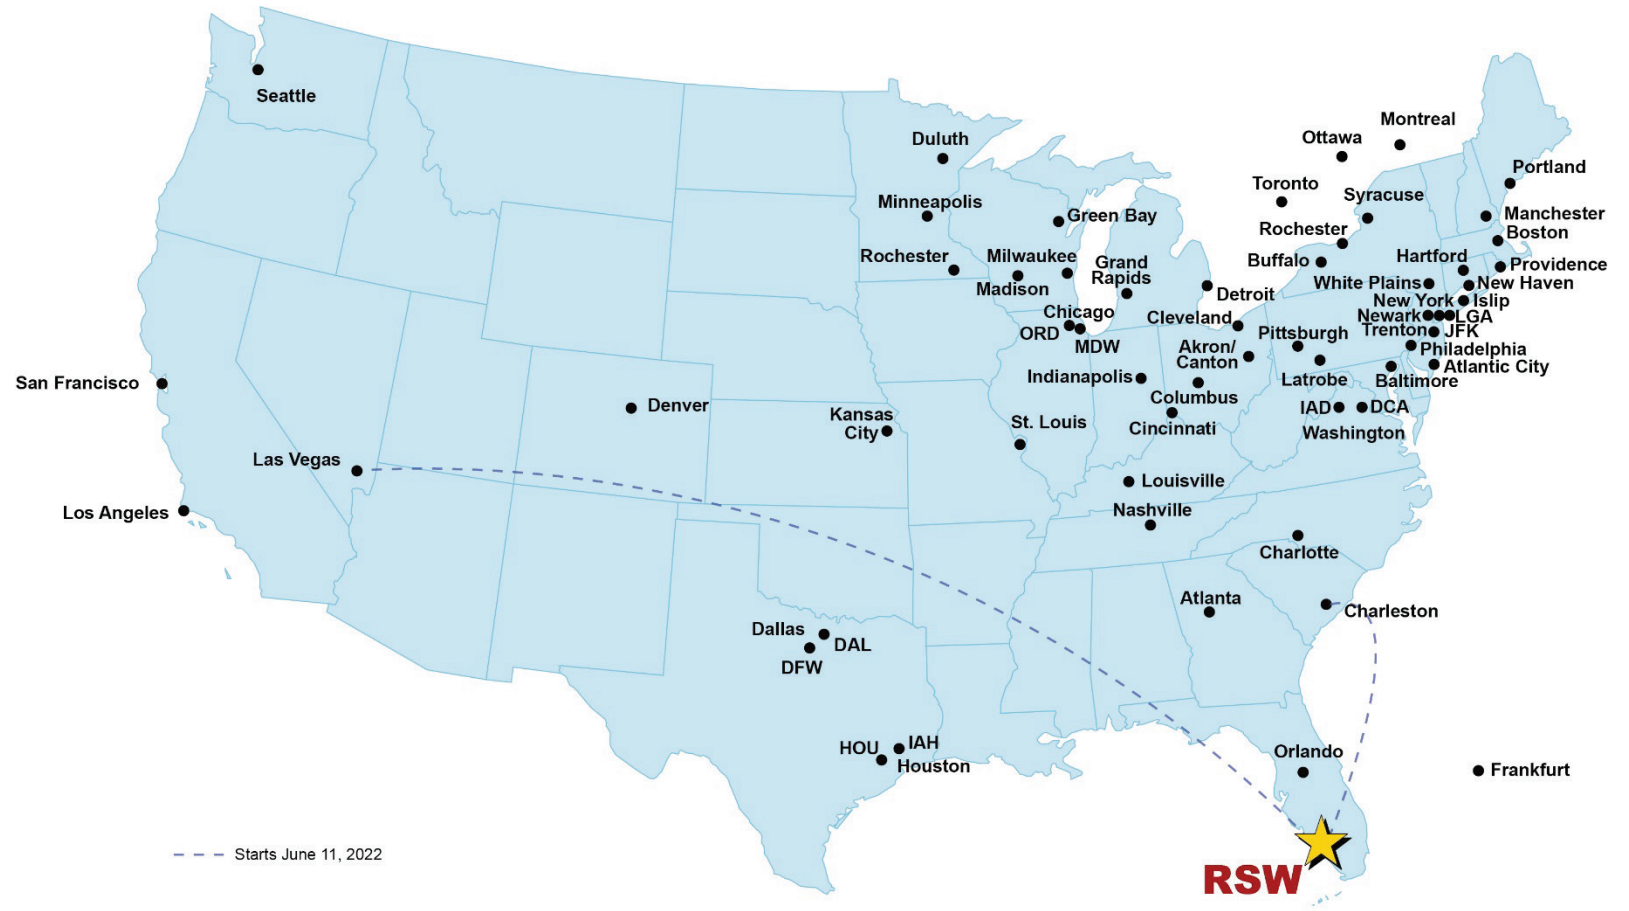 Seattle
Duluth
Minneapolis
Rochester
Green Bay
Milwaukee
Madison
Grand
Rapids
Detroit
Chicago
ORD
MDW
Cleveland
Akron/
Canton
Indianapolis
Columbus
Cincinnati
Montreal
Ottawa
Toronto
Syracuse
Rochester
Buffalo
Portland
Manchester
Boston
Hartford
Providence
White Plains
New Haven
New York
Islip
Newark
LGA
Trenton
JFK
Pittsburgh
Philadelphia
Latrobe
Atlantic City
Baltimore
IAD
DCA
Washington
San Francisco
Denver
Kansas
City
St. Louis
Las Vegas
Los Angeles
Louisville
Nashville
Charlotte
Atlanta
Charleston
Dallas
DAL
DFW
HOU
IAH
Houston
Orlando
Frankfurt
Starts June 11, 2022
RSW